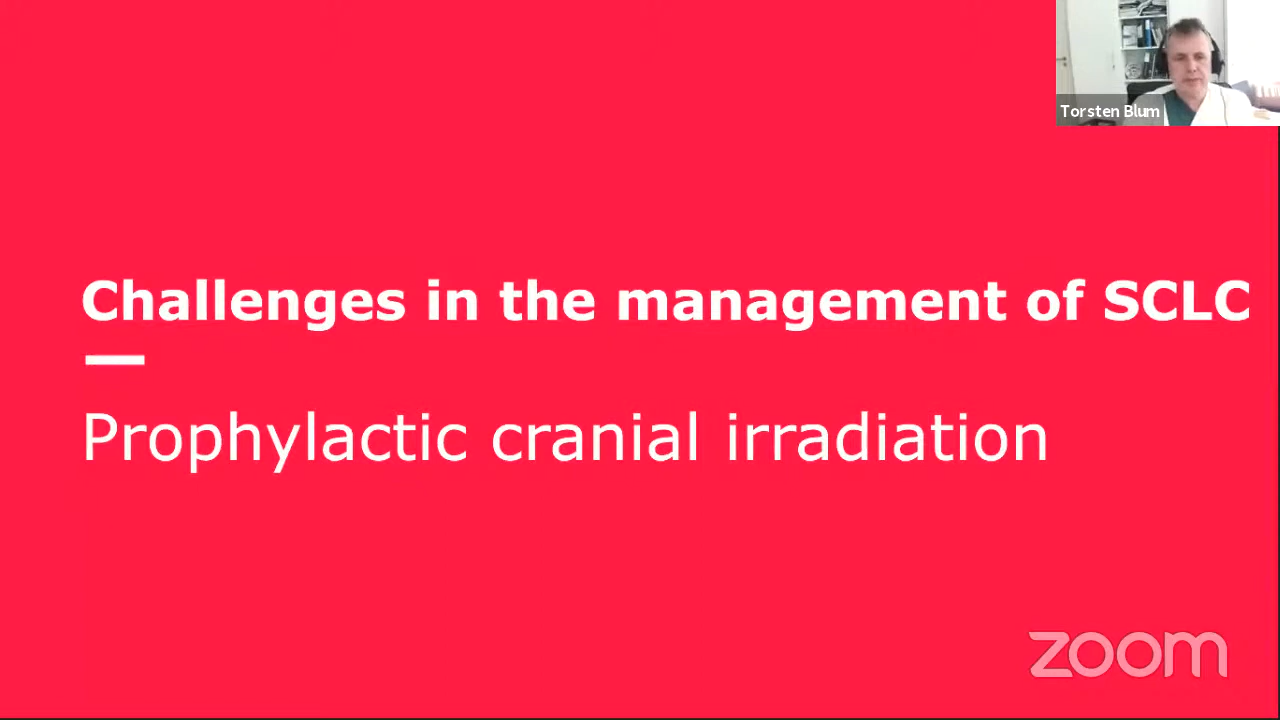 Torsten Blum
Challenges in the management of SCLC
Prophylactic cranial irradiation
zoom